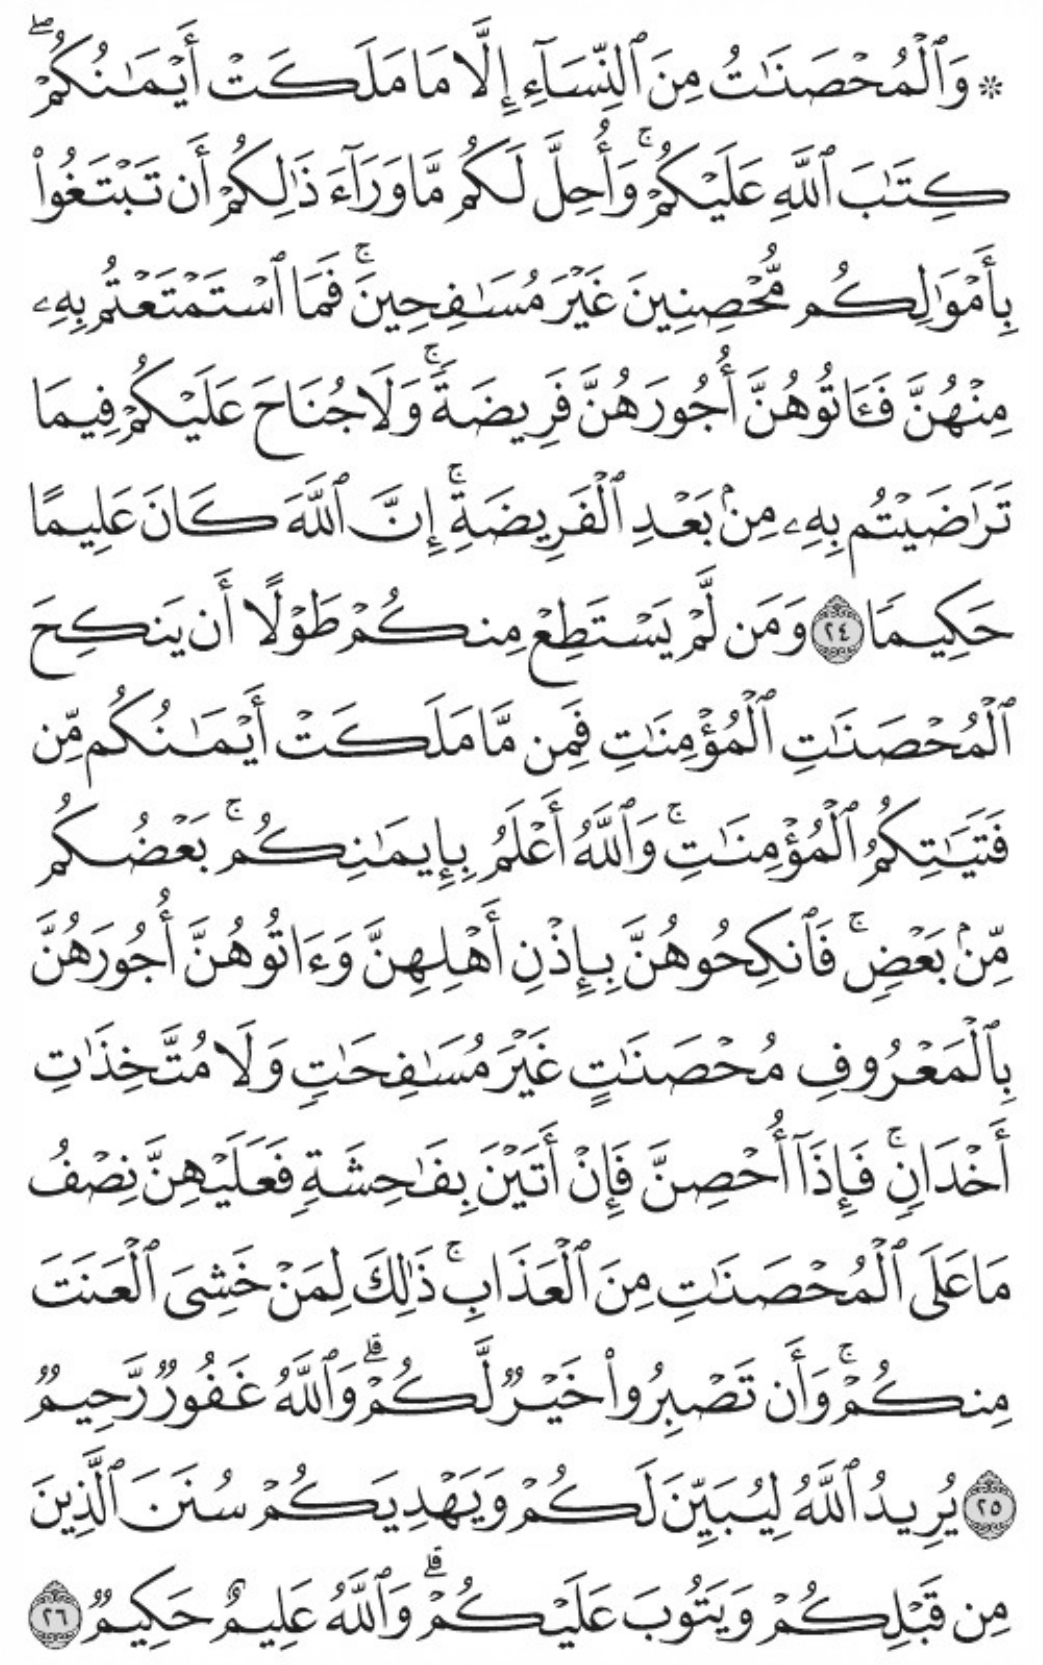 ۞ وَٱلْمُحْصَنَٰتُ مِنَ ٱلنِّسَآءِ إِلَّا مَا مَلَكَتْ أَيْمَٰنُكُمْ ۖ
كِتَٰبَ ٱللَّهِ عَلَيْكُمْ ۚ وَأُحِلَّ لَكُم مَّا وَرَآءَ ذَٰلِكُمْ أَن تَبْتَغُوا۟
بِأَمْوَٰلِكُم مُّحْصِنِينَ غَيْرَ مُسَٰفِحِينَ ۚ فَمَا ٱسْتَمْتَعْتُم بِهِۦ
مِنْهُنَّ فَـَٔاتُوهُنَّ أُجُورَهُنَّ فَرِيضَةً ۚ وَلَا جُنَاحَ عَلَيْكُمْ فِيمَا
تَرَٰضَيْتُم بِهِۦ مِنۢ بَعْدِ ٱلْفَرِيضَةِ ۚ إِنَّ ٱللَّهَ كَانَ عَلِيمًا
حَكِيمًا ٢٤ وَمَن لَّمْ يَسْتَطِعْ مِنكُمْ طَوْلًا أَن يَنكِحَ
ٱلْمُحْصَنَٰتِ ٱلْمُؤْمِنَٰتِ فَمِن مَّا مَلَكَتْ أَيْمَٰنُكُم مِّن
فَتَيَٰتِكُمُ ٱلْمُؤْمِنَٰتِ ۚ وَٱللَّهُ أَعْلَمُ بِإِيمَٰنِكُم ۚ بَعْضُكُم
مِّنۢ بَعْضٍ ۚ فَٱنكِحُوهُنَّ بِإِذْنِ أَهْلِهِنَّ وَءَاتُوهُنَّ أُجُورَهُنَّ
بِٱلْمَعْرُوفِ مُحْصَنَٰتٍ غَيْرَ مُسَٰفِحَٰتٍ وَلَا مُتَّخِذَٰتِ
أَخْدَانٍ ۚ فَإِذَآ أُحْصِنَّ فَإِنْ أَتَيْنَ بِفَٰحِشَةٍ فَعَلَيْهِنَّ نِصْفُ
مَا عَلَى ٱلْمُحْصَنَٰتِ مِنَ ٱلْعَذَابِ ۚ ذَٰلِكَ لِمَنْ خَشِىَ ٱلْعَنَتَ
مِنكُمْ ۚ وَأَن تَصْبِرُوا۟ خَيْرٌ لَّكُمْ ۗ وَٱللَّهُ غَفُورٌ رَّحِيمٌ
٢٥ يُرِيدُ ٱللَّهُ لِيُبَيِّنَ لَكُمْ وَيَهْدِيَكُمْ سُنَنَ ٱلَّذِينَ
مِن قَبْلِكُمْ وَيَتُوبَ عَلَيْكُمْ ۗ وَٱللَّهُ عَلِيمٌ حَكِيمٌ ٢٦